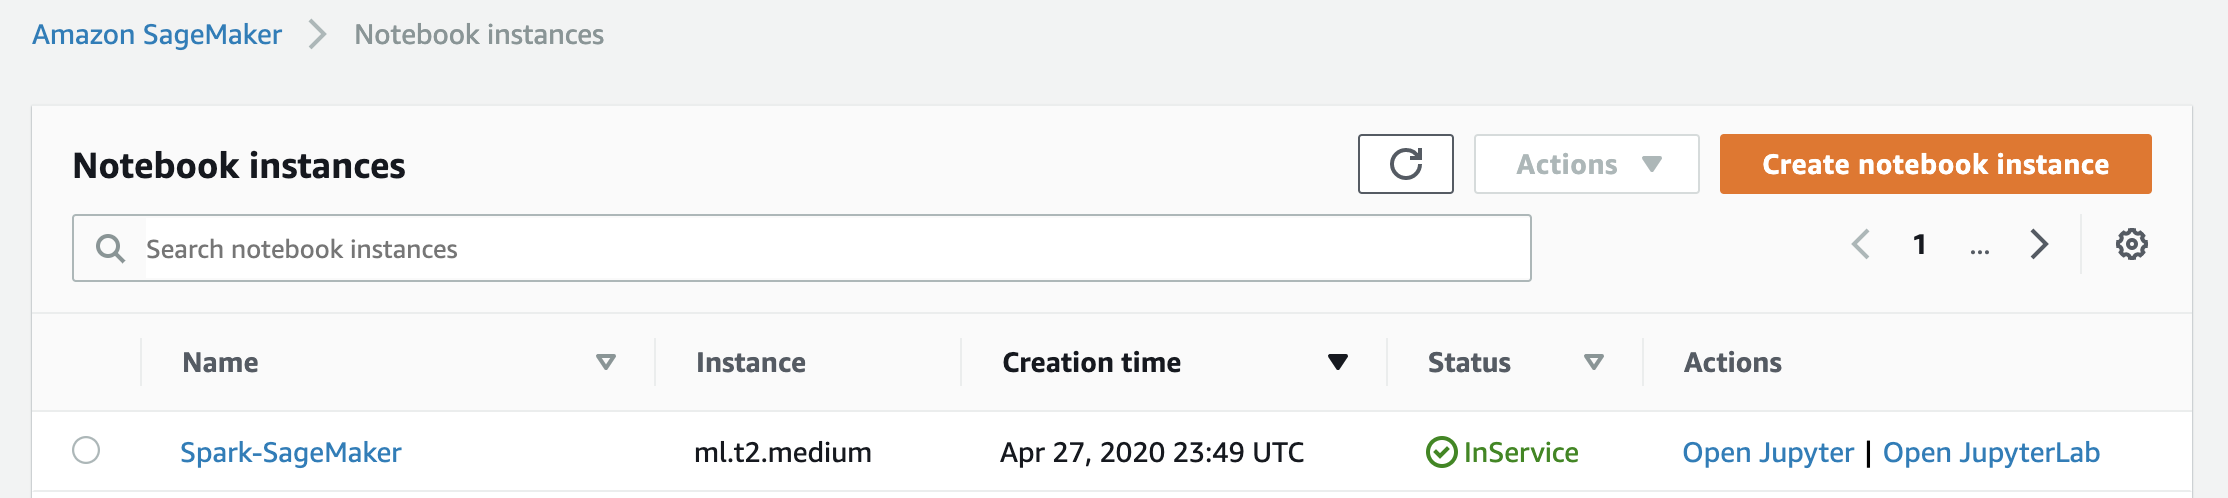 Amazon SageMaker > Notebook instances
Notebook instances
Actions
Create notebook instance
Search notebook instances
1 ...
Name Instance Creation time Status Actions
Spark-SageMaker ml.t2.medium Apr 27, 2020 23:49 UTC InService Open Jupyter | Open JupyterLab